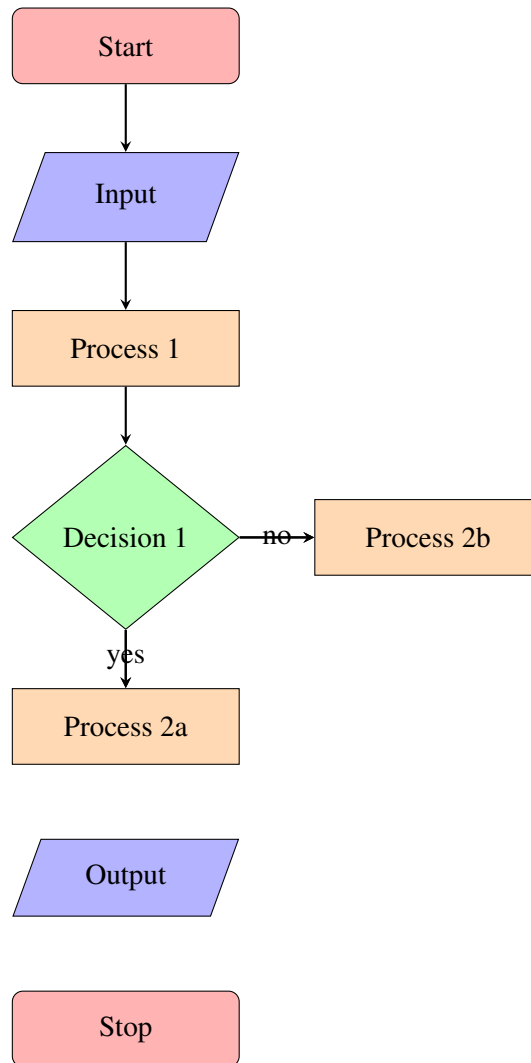 Start
Input
Process 1
Decision 1
no
Process 2b
yes
Process 2a
Output
Stop